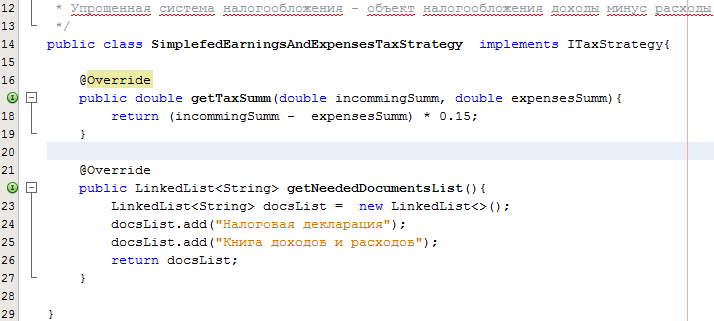 12 * Упрощенная система налогообложения - объект налогообложения доходы минус расходы
13 */
14 public class SimplefedEarningsAndExpensesTaxStrategy  implements ITaxStrategy{
15
16 @Override
public double getTaxSumm(double incommingSumm, double expensesSumm){
18 return (incommingSumm -  expensesSumm) * 0.15;
19 }
20
21 @Override
public LinkedList<String> getNeededDocumentsList(){
23 LinkedList<String> docsList =  new LinkedList<>();
24 docsList.add("Налоговая декларация");
25 docsList.add("Книга доходов и расходов");
26 return docsList;
27 }
28
29 }